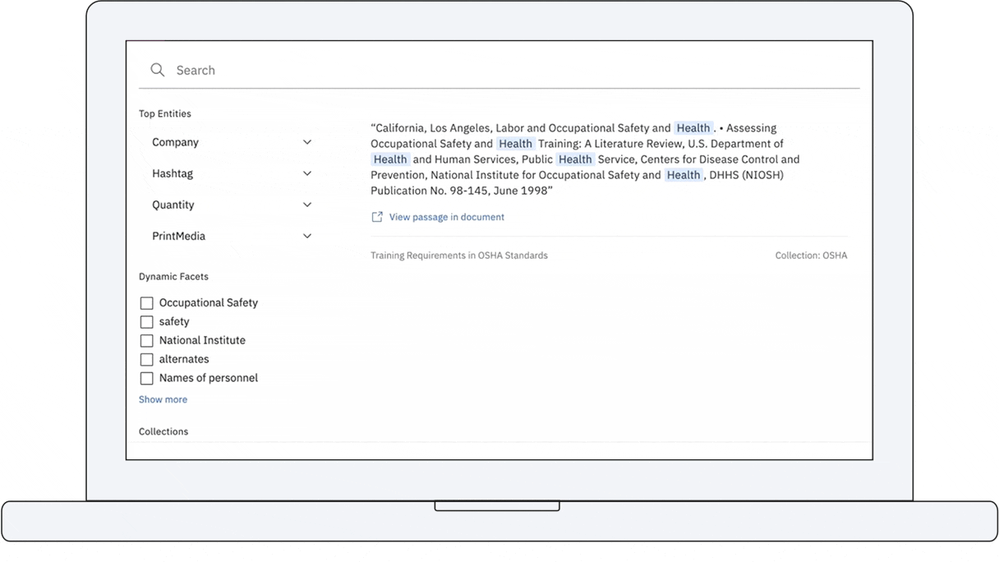 Search
Top Entities
Company
Hashtag
Quantity
PrintMedia
Dynamic Facets
Occupational Safety
safety
National Institute
alternates
Names of personnel
Show more
Collections
“California, Los Angeles, Labor and Occupational Safety and Health . • Assessing
Occupational Safety and Health Training: A Literature Review, U.S. Department of
Health and Human Services, Public Health Service, Centers for Disease Control and
Prevention, National Institute for Occupational Safety and Health , DHHS (NIOSH)
Publication No. 98-145, June 1998”
View passage in document
Training Requirements in OSHA Standards
Collection: OSHA